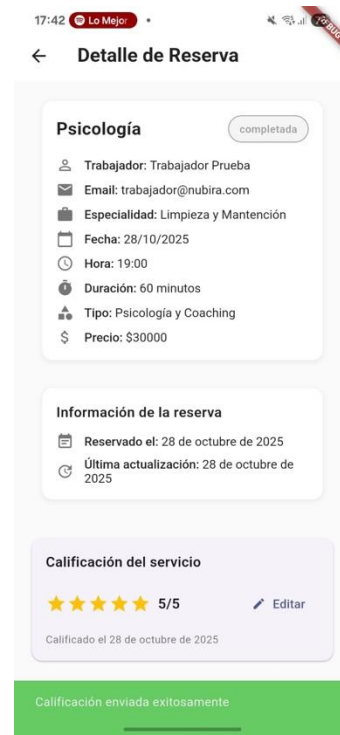 17:42 Lo Mejor •
Detalle de Reserva
Psicología completada
Trabajador: Trabajador Prueba
Email: trabajador@nubira.com
Especialidad: Limpieza y Mantención
Fecha: 28/10/2025
Hora: 19:00
Duración: 60 minutos
Tipo: Psicología y Coaching
$ Precio: $30000
Información de la reserva
Reservado el: 28 de octubre de 2025
Última actualización: 28 de octubre de
2025
Calificación del servicio
5/5 Editar
Calificado el 28 de octubre de 2025
Calificación enviada exitosamente